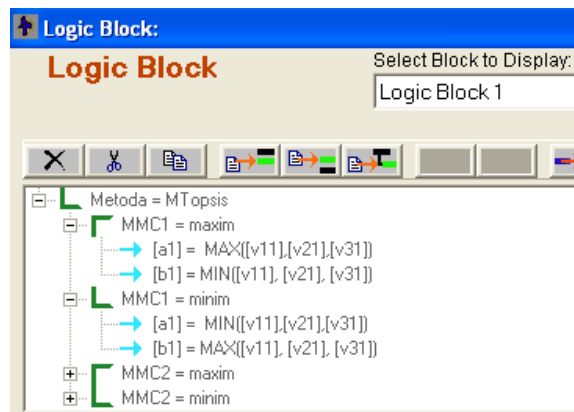 Logic Block:
Logic Block
Select Block to Display:
Logic Block 1
Metoda = MTopsis
MMC1 = maxim
[a1] = MAX([v11],[v21],[v31])
[b1] = MIN([v11], [v21], [v31])
MMC1 = minim
[a1] = MIN([v11],[v21],[v31])
[b1] = MAX([v11], [v21], [v31])
MMC2 = maxim
MMC2 = minim